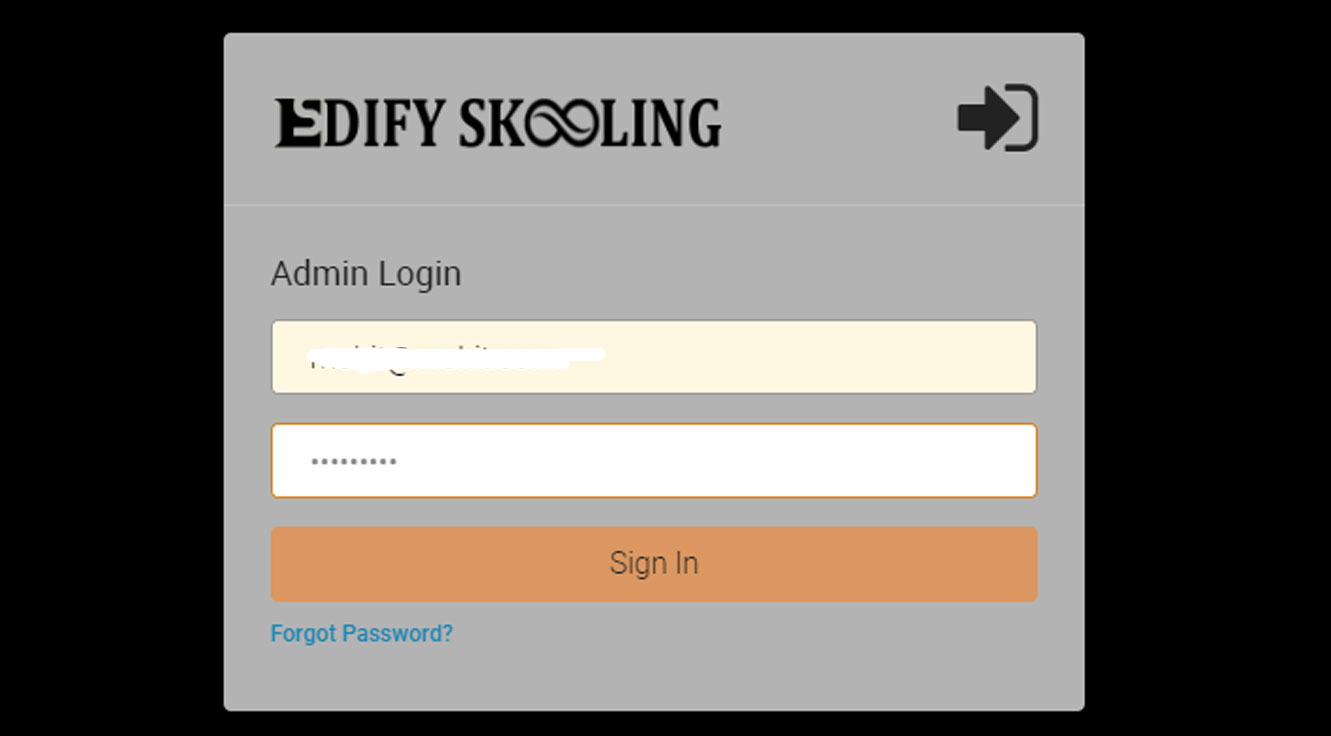 EDIFY SKOOLING
Admin Login
•••••••••
Sign In
Forgot Password?